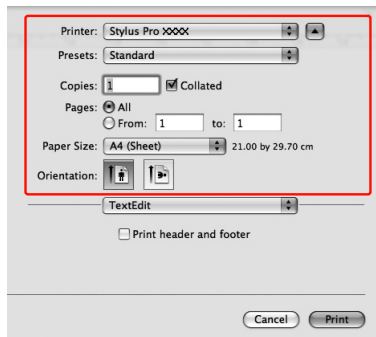 Printer: Stylus Pro XXXX
Presets: Standard
Copies: 1 Collated
Pages: All
From: 1 to: 1
Paper Size: A4 (Sheet) 21.00 by 29.70 cm
Orientation:
TextEdit
Print header and footer
Cancel Print